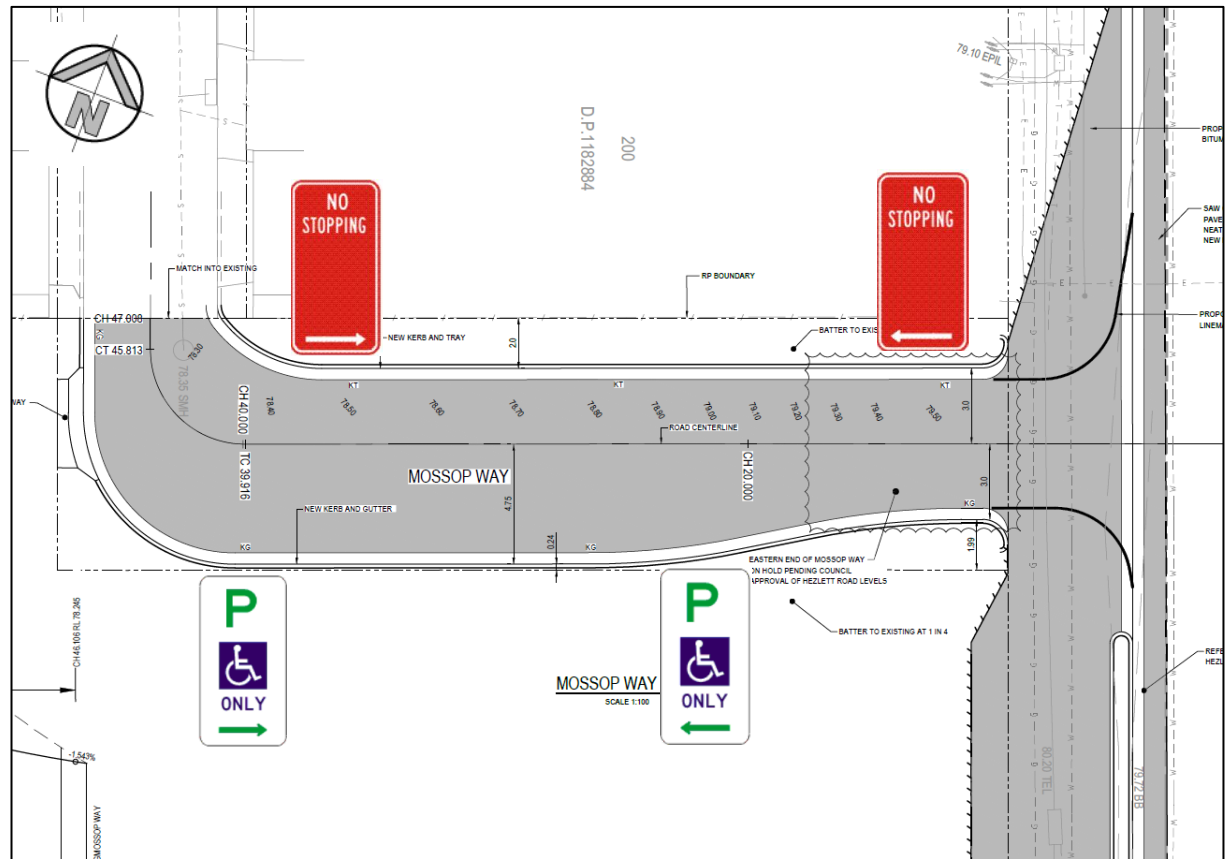 79.10 EPIL
200
D.P.1182884
PROP
BITUM
NO
STOPPING
NO
STOPPING
SAW
PAVE
NEAT
NEW
N
MATCH INTO EXISTING
RP BOUNDARY
CH 47.000
KG
CT 45.813
78.30
78.35 SMH
NEW KERB AND TRAY
2.0
BATTER TO EXIS
PROPO
LINEMA
KT
KT
KT
WAY
CH 40.000
TC 39.916
78.40
78.50
78.60
78.70
78.80
78.90
79.00
79.10
79.20
79.30
79.40
79.50
3.0
ROAD CENTERLINE
CH 20.000
MOSSOP WAY
4.75
3.0
NEW KERB AND GUTTER
KG
KG
KG
0.24
1.99
EASTERN END OF MOSSOP WAY
ON HOLD PENDING COUNCIL
APPROVAL OF HEZLETT ROAD LEVELS
P
ONLY
P
ONLY
BATTER TO EXISTING AT 1 IN 4
CH46.106 RL78.245
MOSSOP WAY
SCALE 1:100
REFE
HEZL
-1.543%
80.20 TEL
79.72 BB
MOSSOP WAY